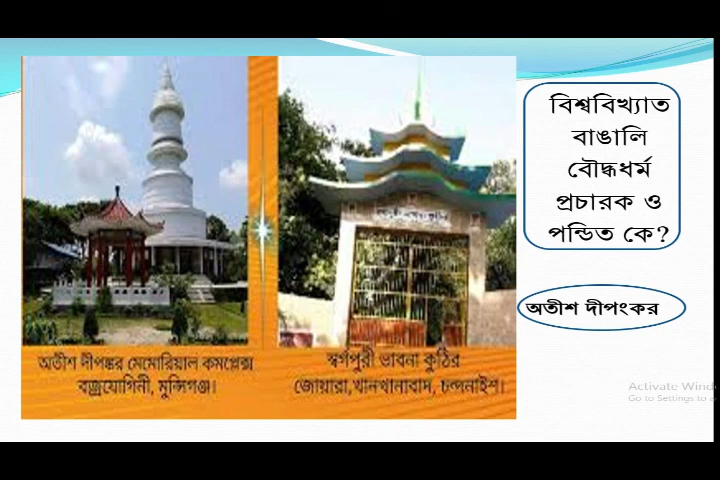 বিশ্ববিখ্যাত
বাঙালি
বৌদ্ধধর্ম
প্রচারক ও
পন্ডিত কে?
অতীশ দীপংকর
অতীশ দীপঙ্কর মেমোরিয়াল কমপ্লেক্স
বজ্রযোগিনী, মুন্সিগঞ্জ।
স্বর্গপুরী ভাবনা কুঠির
জোয়ারা,খানখানাবাদ, চন্দনাইশ।
Activate Wind
Go to Settings to a